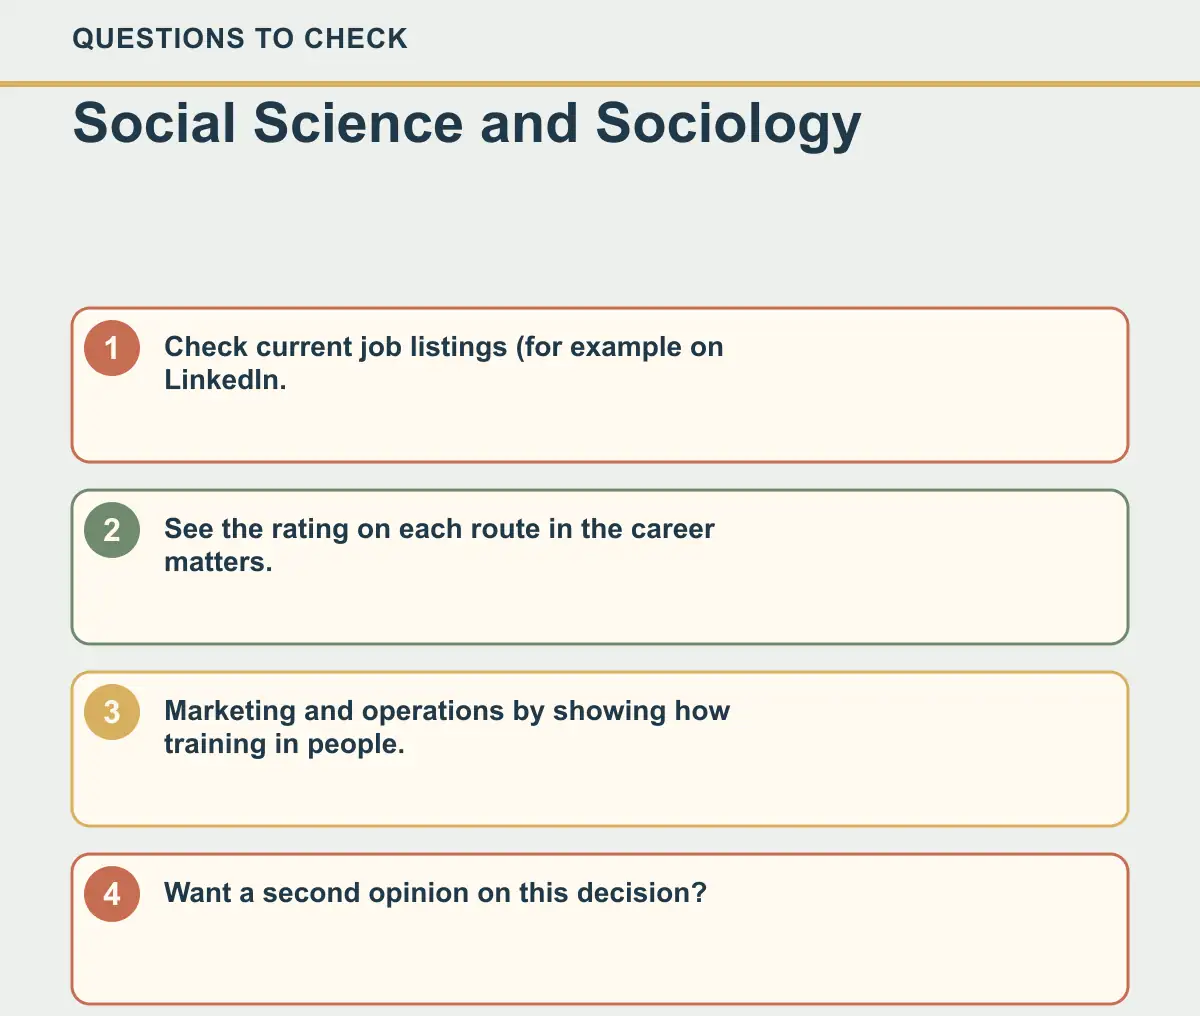 QUESTIONS TO CHECK
Social Science and Sociology
1
Check current job listings (for example on
LinkedIn.
2
See the rating on each route in the career
matters.
3
Marketing and operations by showing how
training in people.
4
Want a second opinion on this decision?